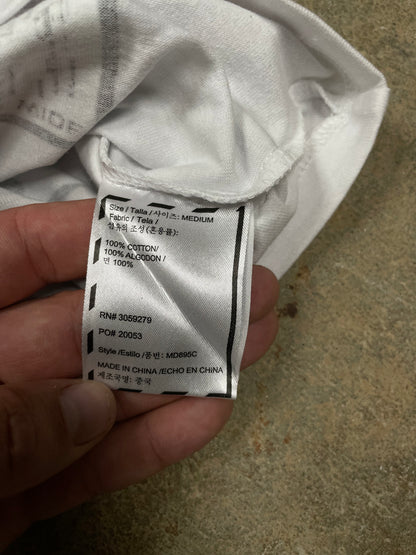 Size / Talla / 사이즈: MEDIUM
Fabric / Tela /
섬유의 조성(혼용률):
100% COTTON/
100% ALGODON /
면 100%
RN# 3059279
PO# 20053
Style /Estilo /품번: MD895C
MADE IN CHINA /ECHO EN CHiNA
제조국명: 중국